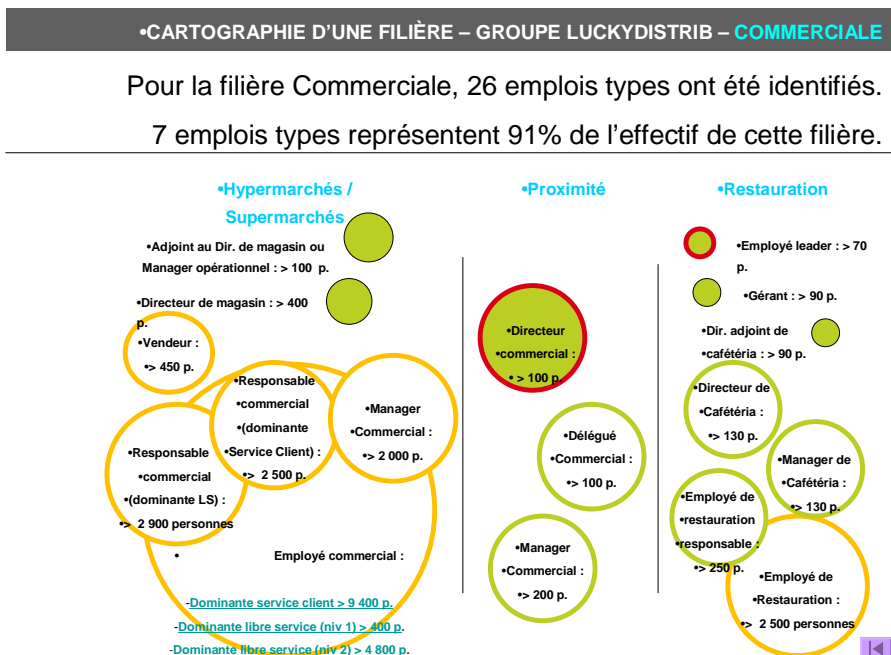 •CARTOGRAPHIE D'UNE FILIÈRE – GROUPE LUCKYDISTRIB – COMMERCIALE
Pour la filière Commerciale, 26 emplois types ont été identifiés.
7 emplois types représentent 91% de l'effectif de cette filière.
•Hypermarchés /
Supermarchés
•Adjoint au Dir. de magasin ou
Manager opérationnel : > 100 p.
•Directeur de magasin : > 400
p.
•Vendeur :
•> 450 p.
•Responsable
•commercial
•(dominante
•Service Client) :
•> 2 500 p.
•Manager
•Commercial :
•> 2 000 p.
•Responsable
•commercial
•(dominante LS) :
•> 2 900 personnes
• Employé commercial :
-Dominante service client > 9 400 p.
-Dominante libre service (niv 1) > 400 p.
-Dominante libre service (niv 2) > 4 800 p.
•Proximité
•Directeur
•commercial :
•> 100 p.
•Délégué
•Commercial :
•> 100 p.
•Manager
•Commercial :
•> 200 p.
•Restauration
•Employé leader : > 70
p.
•Gérant : > 90 p.
•Dir. adjoint de
•cafétéria : > 90 p.
•Directeur de
•Cafétéria :
•> 130 p.
•Manager de
•Cafétéria :
•> 130 p.
•Employé de
•restauration
•responsable :
•> 250 p.
•Employé de
•Restauration :
•> 2 500 personnes